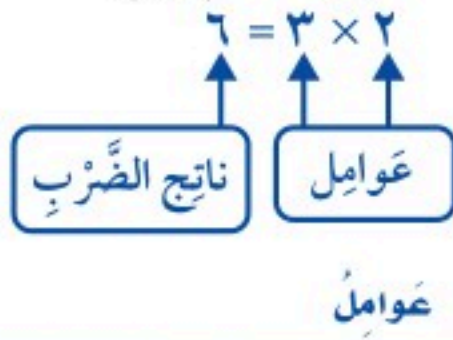 ٢ × ٣ = ٦
عَوامِل
ناتِج الضَّرْبِ
عَوامِلُ